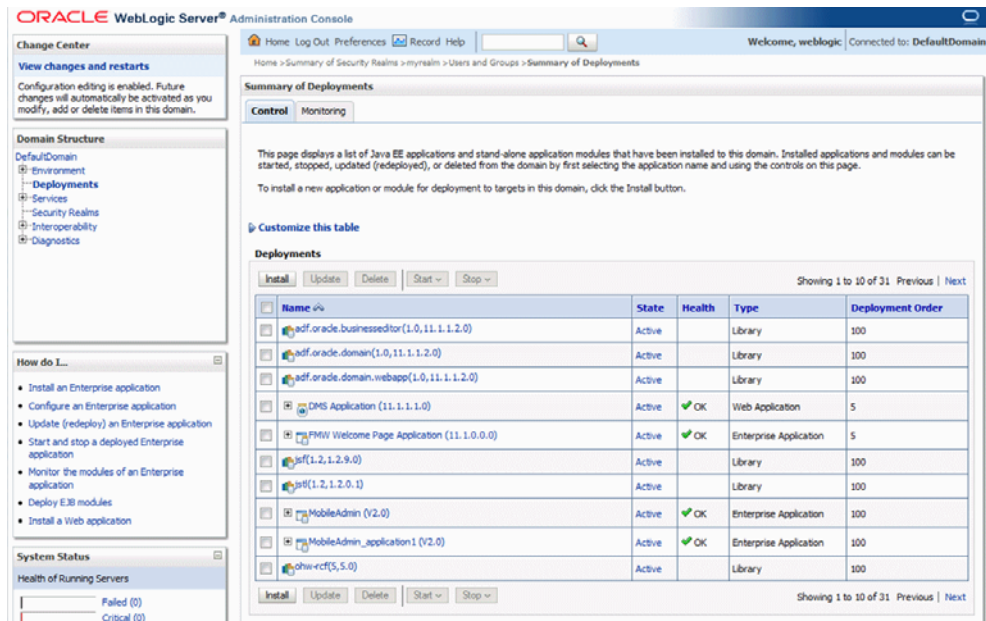 ORACLE WebLogic Server® Administration Console
Change Center
View changes and restarts
Configuration editing is enabled. Future
changes will automatically be activated as you
modify, add or delete items in this domain.
Domain Structure
DefaultDomain
Environment
Deployments
Services
Security Realms
Interoperability
Diagnostics
How do I...
Install an Enterprise application
Configure an Enterprise application
Update (redeploy) an Enterprise application
Start and stop a deployed Enterprise
application
Monitor the modules of an Enterprise
application
Deploy EJB modules
Install a Web application
System Status
Health of Running Servers
Failed (0)
Critical (0)
Home Log Out Preferences Record Help
Welcome, weblogic Connected to: DefaultDomain
Home >Summary of Security Realms >myrealm >Users and Groups >Summary of Deployments
Summary of Deployments
Control Monitoring
This page displays a list of Java EE applications and stand-alone application modules that have been installed to this domain. Installed applications and modules can be
started, stopped, updated (redeployed), or deleted from the domain by first selecting the application name and using the controls on this page.
To install a new application or module for deployment to targets in this domain, click the Install button.
Customize this table
Deployments
Install Update Delete Start Stop Showing 1 to 10 of 31 Previous | Next
Name State Health Type Deployment Order
adf.oracle.businesseditor(1.0,11.1.1.2.0) Active Library 100
adf.oracle.domain(1.0,11.1.1.2.0) Active Library 100
adf.oracle.domain.webapp(1.0,11.1.1.2.0) Active Library 100
DMS Application (11.1.1.1.0) Active OK Web Application 5
FMW Welcome Page Application (11.1.0.0.0) Active OK Enterprise Application 5
jsf(1.2,1.2.9.0) Active Library 100
jstl(1.2,1.2.0.1) Active Library 100
MobileAdmin (V2.0) Active OK Enterprise Application 100
MobileAdmin_application1 (V2.0) Active OK Enterprise Application 100
ohw-rcf(5,5.0) Active Library 100
Install Update Delete Start Stop Showing 1 to 10 of 31 Previous | Next